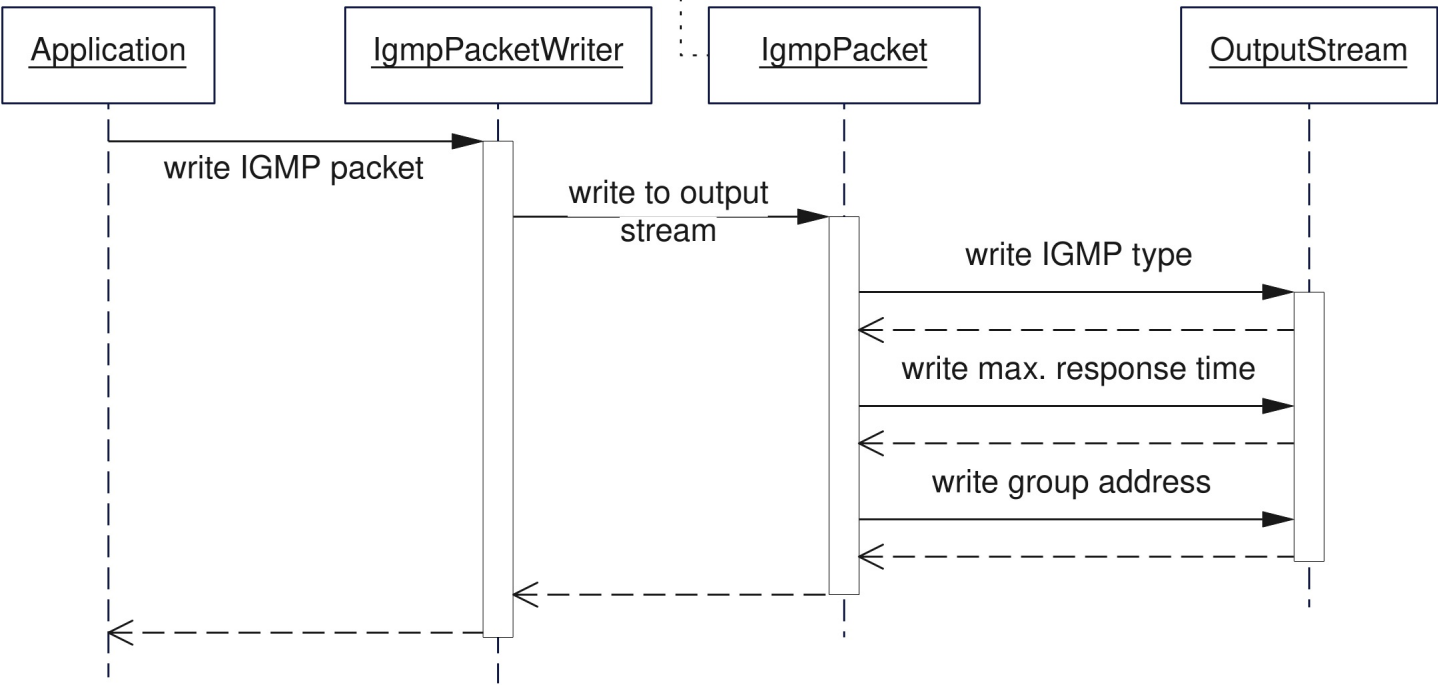 Application
IgmpPacketWriter
IgmpPacket
OutputStream
write IGMP packet
write to output
stream
write IGMP type
write max. response time
write group address